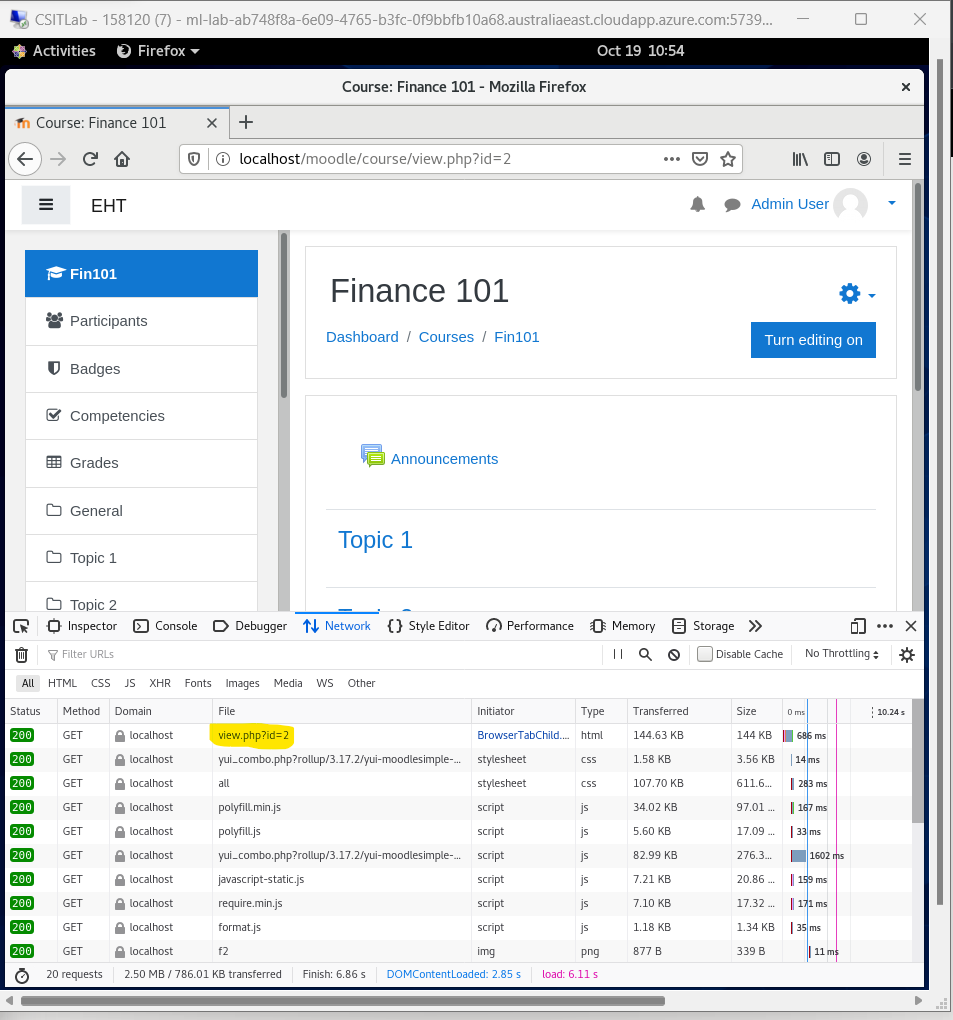 CSITLab - 158120 (7) - ml-lab-ab748f8a-6e09-4765-b3fc-0f9bbfb10a68.australiaeast.cloudapp.azure.com:5739...
Activities Firefox Oct 19 10:54
Course: Finance 101 - Mozilla Firefox
Course: Finance 101
localhost/moodle/course/view.php?id=2
EHT Admin User
Fin101
Participants
Badges
Competencies
Grades
General
Topic 1
Topic 2
Finance 101
Dashboard / Courses / Fin101
Turn editing on
Announcements
Topic 1
Inspector Console Debugger Network Style Editor Performance Memory Storage
Filter URLs Disable Cache No Throttling
All HTML CSS JS XHR Fonts Images Media WS Other
Status Method Domain File Initiator Type Transferred Size 0 ms 10.24 s
200 GET localhost view.php?id=2 BrowserTabChild.... html 144.63 KB 144 KB 686 ms
200 GET localhost yui_combo.php?rollup/3.17.2/yui-moodlesimple-... stylesheet css 1.58 KB 3.56 KB 14 ms
200 GET localhost all stylesheet css 107.70 KB 611.6... 283 ms
200 GET localhost polyfill.min.js script js 34.02 KB 97.01 ... 167 ms
200 GET localhost polyfill.js script js 5.60 KB 17.09 ... 33 ms
200 GET localhost yui_combo.php?rollup/3.17.2/yui-moodlesimple-... script js 82.99 KB 276.3... 1602 ms
200 GET localhost javascript-static.js script js 7.21 KB 20.86 ... 159 ms
200 GET localhost require.min.js script js 7.10 KB 17.32 ... 171 ms
200 GET localhost format.js script js 1.18 KB 1.34 KB 35 ms
200 GET localhost f2 img png 877 B 339 B 11 ms
20 requests 2.50 MB / 786.01 KB transferred Finish: 6.86 s DOMContentLoaded: 2.85 s load: 6.11 s